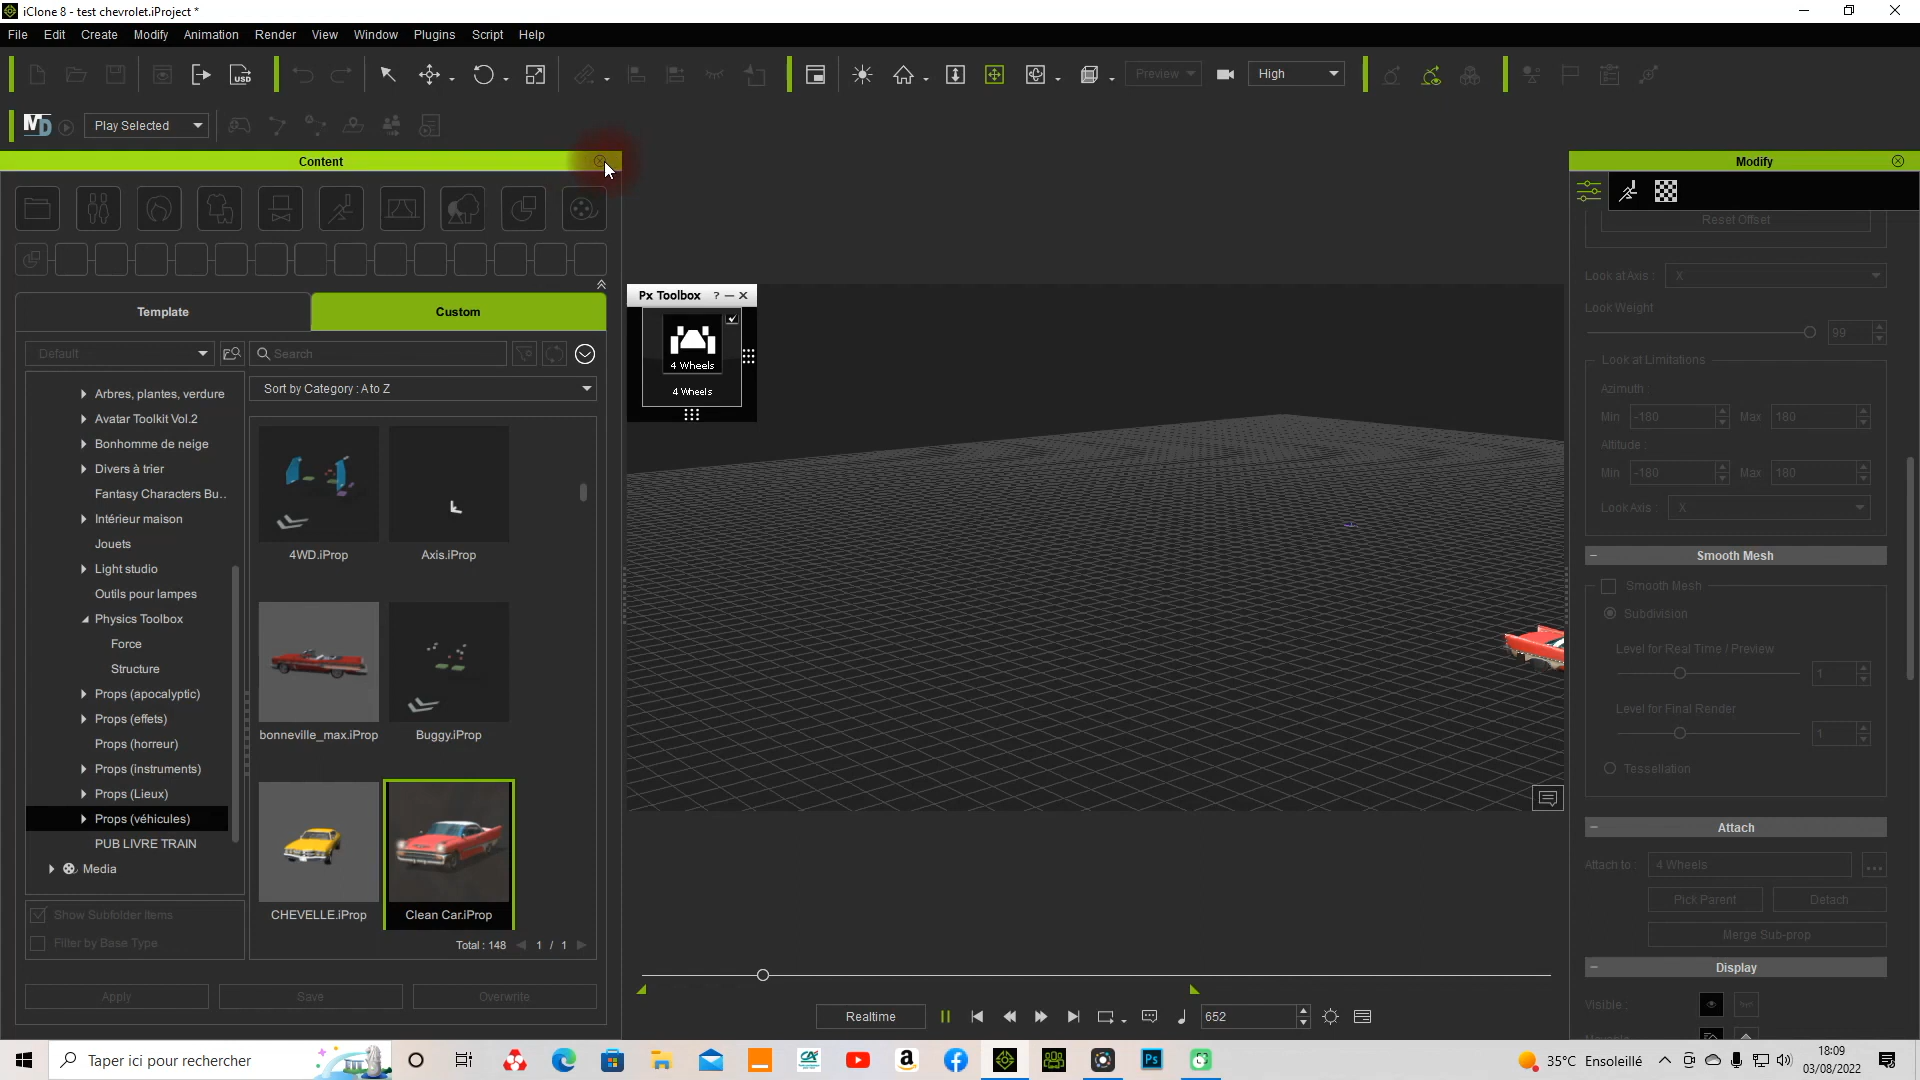 iClone 8 - test chevrolet.iProject *
File Edit Create Modify Animation Render View Window Plugins Script Help
USD
Preview
High
MD
Play Selected
Content
Modify
Reset Offset
Template
Custom
Default
Search
Sort by Category : A to Z
Arbres, plantes, verdure
Avatar Toolkit Vol.2
Bonhomme de neige
Divers à trier
Fantasy Characters Bu..
Intérieur maison
Jouets
Light studio
Outils pour lampes
Physics Toolbox
Force
Structure
Props (apocalyptic)
Props (effets)
Props (horreur)
Props (instruments)
Props (Lieux)
Props (véhicules)
PUB LIVRE TRAIN
Media
Show Subfolder Items
Filter by Base Type
4WD.iProp
Axis.iProp
bonneville_max.iProp
Buggy.iProp
CHEVELLE.iProp
Clean Car.iProp
Total : 148 1 / 1
Apply
Save
Overwrite
Px Toolbox ?
4 Wheels
4 Wheels
Look at Axis : X
Look Weight
99
Look at Limitations
Azimuth
Min -180 Max 180
Altitude :
Min -180 Max 180
Look Axis : X
Smooth Mesh
Smooth Mesh
Subdivision
Level for Real Time / Preview
1
Level for Final Render
1
Tessellation
Attach
Attach to : 4 Wheels ...
Pick Parent
Detach
Merge Sub-prop
Display
Visible :
Realtime
652
Taper ici pour rechercher
Ps
35°C Ensoleillé
18:09
03/08/2022